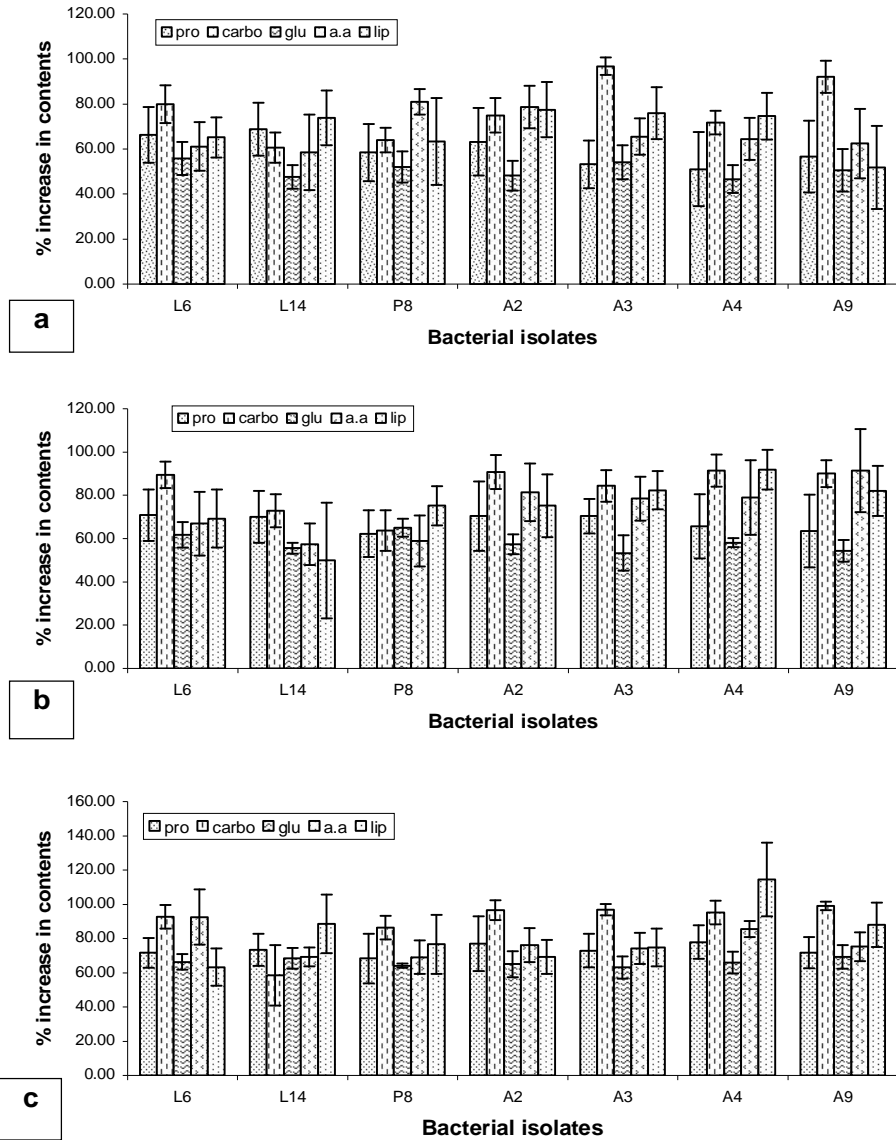 120.00
pro carbo glu a.a lip
100.00
80.00
60.00
40.00
20.00
0.00
% increase in contents
L6 L14 P8 A2 A3 A4 A9
a
Bacterial isolates
120.00
pro carbo glu a.a lip
100.00
80.00
60.00
40.00
20.00
0.00
% increase in contents
L6 L14 P8 A2 A3 A4 A9
b
Bacterial isolates
160.00
140.00
pro carbo glu a.a lip
120.00
100.00
80.00
60.00
40.00
20.00
0.00
% increase in contents
L6 L14 P8 A2 A3 A4 A9
c
Bacterial isolates